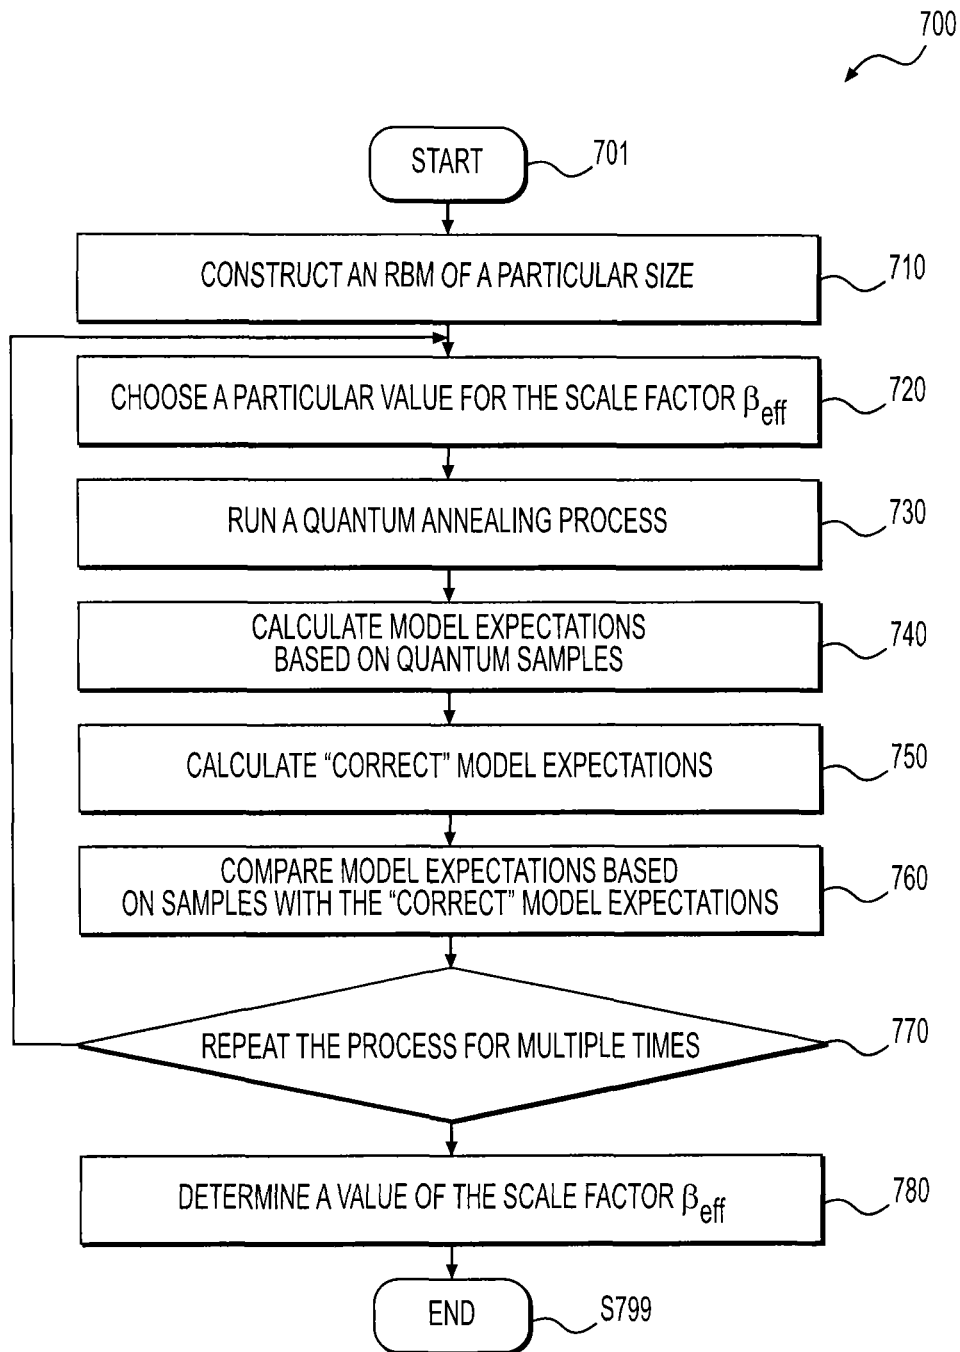 700
START
701
CONSTRUCT AN RBM OF A PARTICULAR SIZE
710
CHOOSE A PARTICULAR VALUE FOR THE SCALE FACTOR βeff
720
RUN A QUANTUM ANNEALING PROCESS
730
CALCULATE MODEL EXPECTATIONS
BASED ON QUANTUM SAMPLES
740
CALCULATE “CORRECT” MODEL EXPECTATIONS
750
COMPARE MODEL EXPECTATIONS BASED
ON SAMPLES WITH THE “CORRECT” MODEL EXPECTATIONS
760
REPEAT THE PROCESS FOR MULTIPLE TIMES
770
DETERMINE A VALUE OF THE SCALE FACTOR βeff
780
END
S799